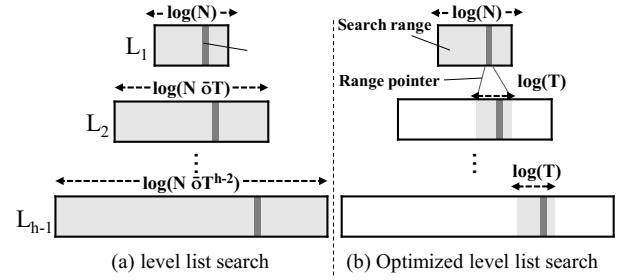 log(N)
L1
log(N ōT)
L2
⋮
log(N ōT^h-2)
Lh-1
(a) level list search
log(N)
Search range
Range pointer
log(T)
⋮
log(T)
(b) Optimized level list search